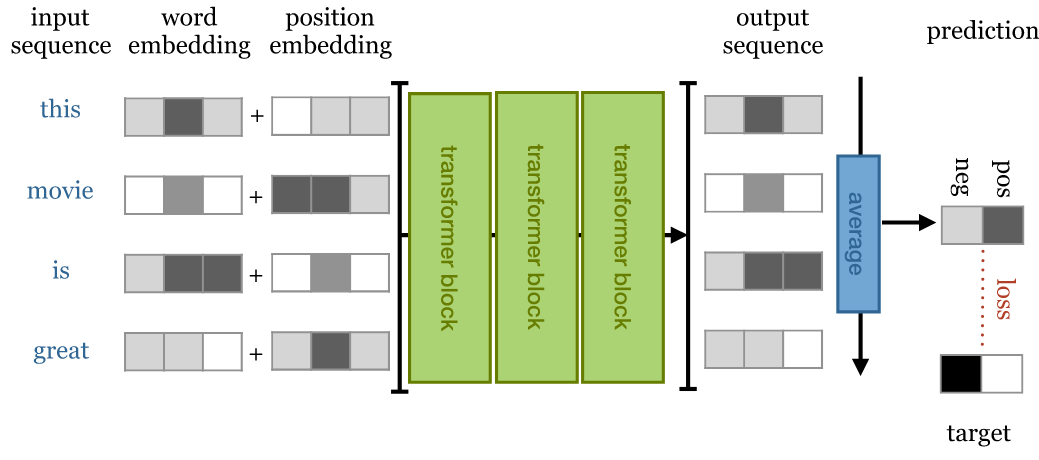 input
sequence
word
embedding
position
embedding
output
sequence
prediction
this
+
movie
+
is
+
great
+
transformer block
transformer block
transformer block
average
neg
pos
loss
target